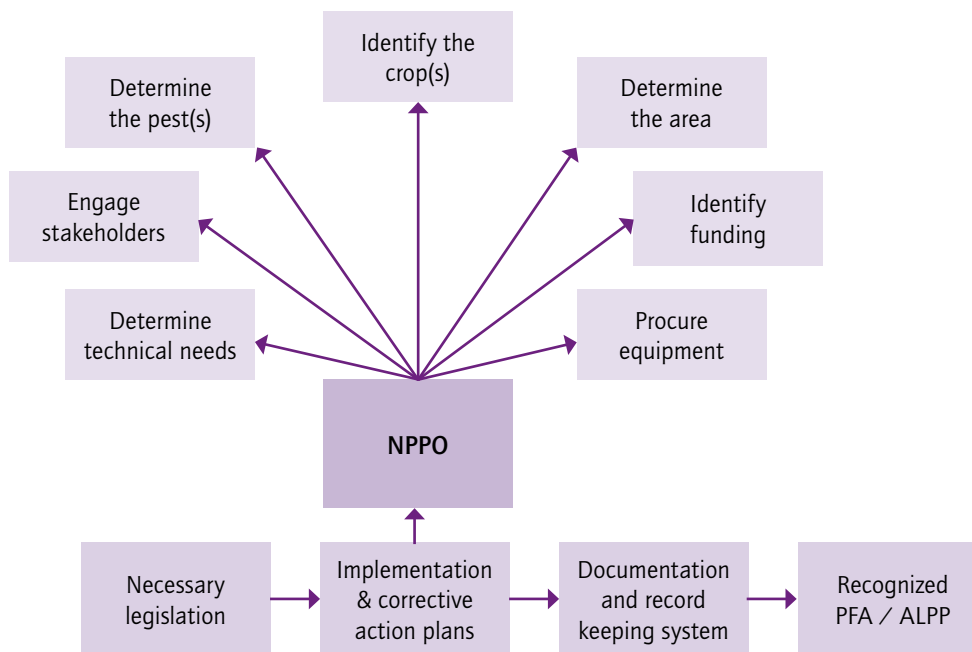 Identify the
crop(s)
Determine
the pest(s)
Determine
the area
Engage
stakeholders
Identify
funding
Determine
technical needs
Procure
equipment
NPPO
Necessary
legislation
Implementation
& corrective
action plans
Documentation
and record
keeping system
Recognized
PFA / ALPP